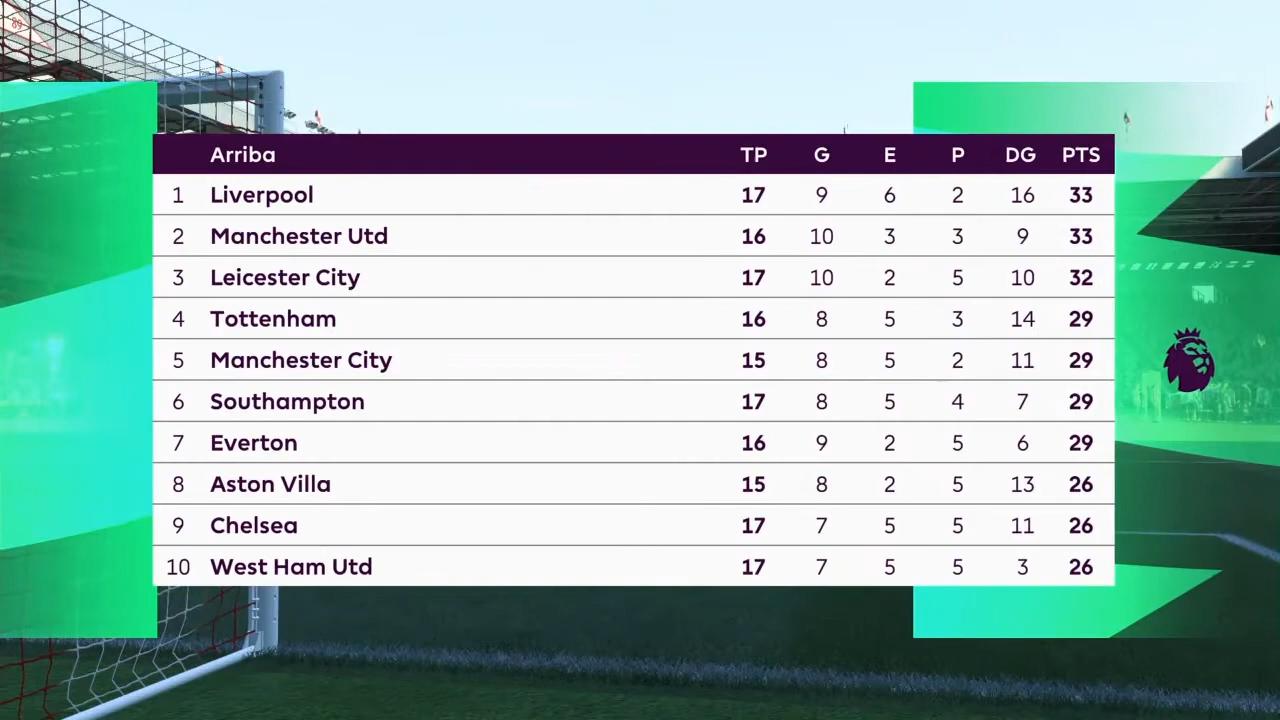 89
Arriba TP G E P DG PTS
1 Liverpool 17 9 6 2 16 33
2 Manchester Utd 16 10 3 3 9 33
3 Leicester City 17 10 2 5 10 32
4 Tottenham 16 8 5 3 14 29
5 Manchester City 15 8 5 2 11 29
6 Southampton 17 8 5 4 7 29
7 Everton 16 9 2 5 6 29
8 Aston Villa 15 8 2 5 13 26
9 Chelsea 17 7 5 5 11 26
10 West Ham Utd 17 7 5 5 3 26